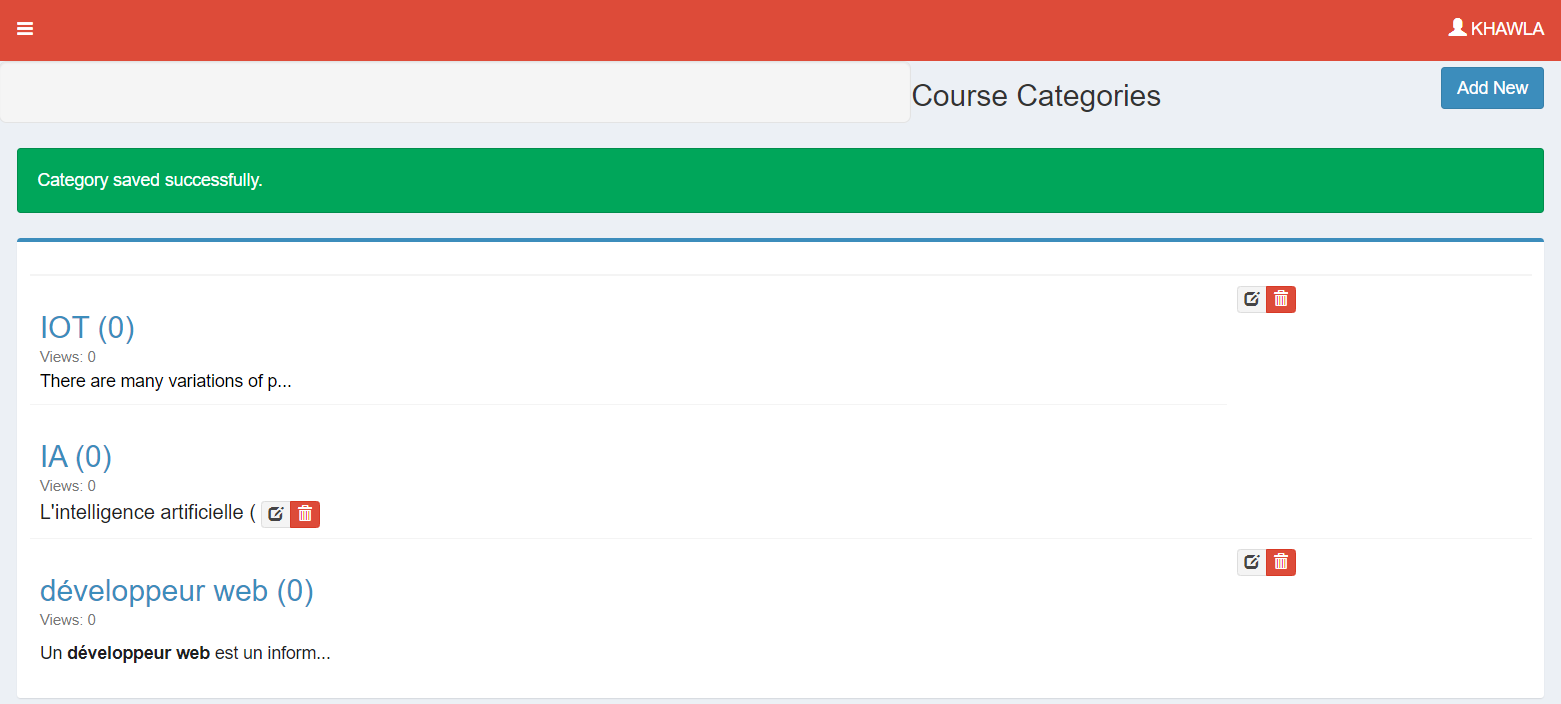 KHAWLA
Course Categories
Add New
Category saved successfully.
IOT (0)
Views: 0
There are many variations of p...
IA (0)
Views: 0
L'intelligence artificielle (
développeur web (0)
Views: 0
Un développeur web est un inform...